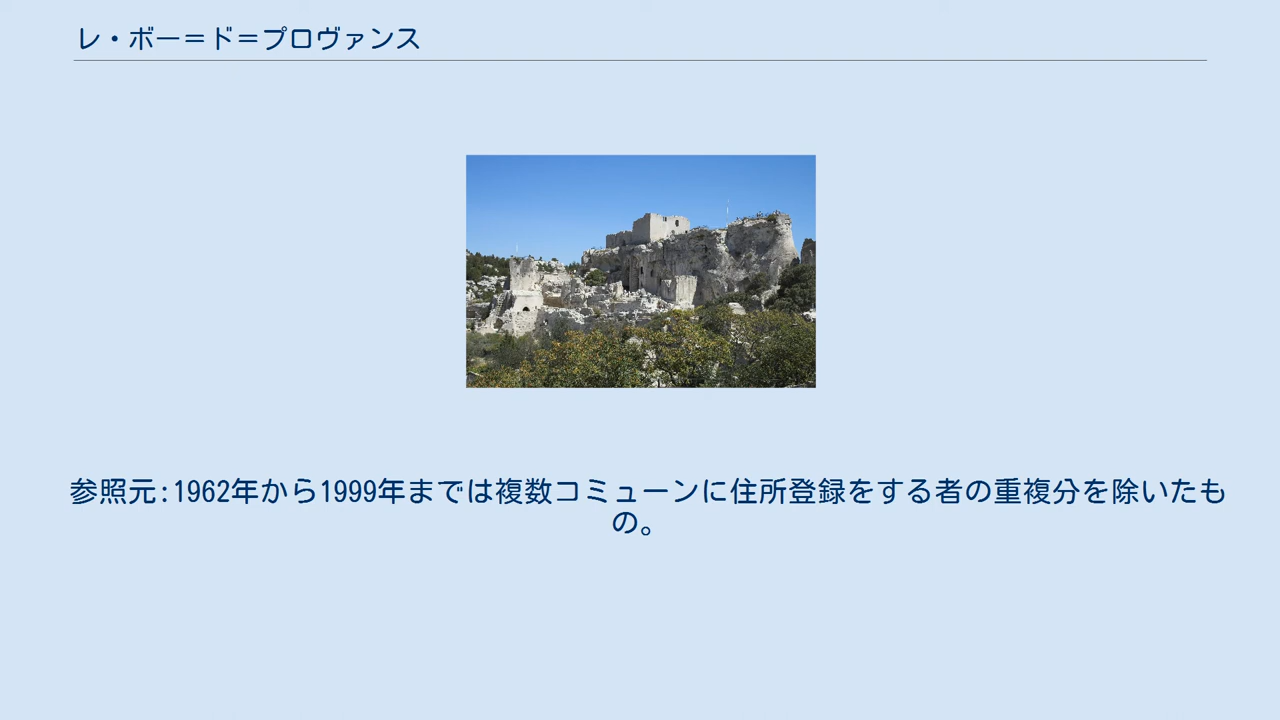 レ・ボー＝ド＝プロヴァンス
参照元:1962年から1999年までは複数コミューンに住所登録をする者の重複分を除いたも
の。